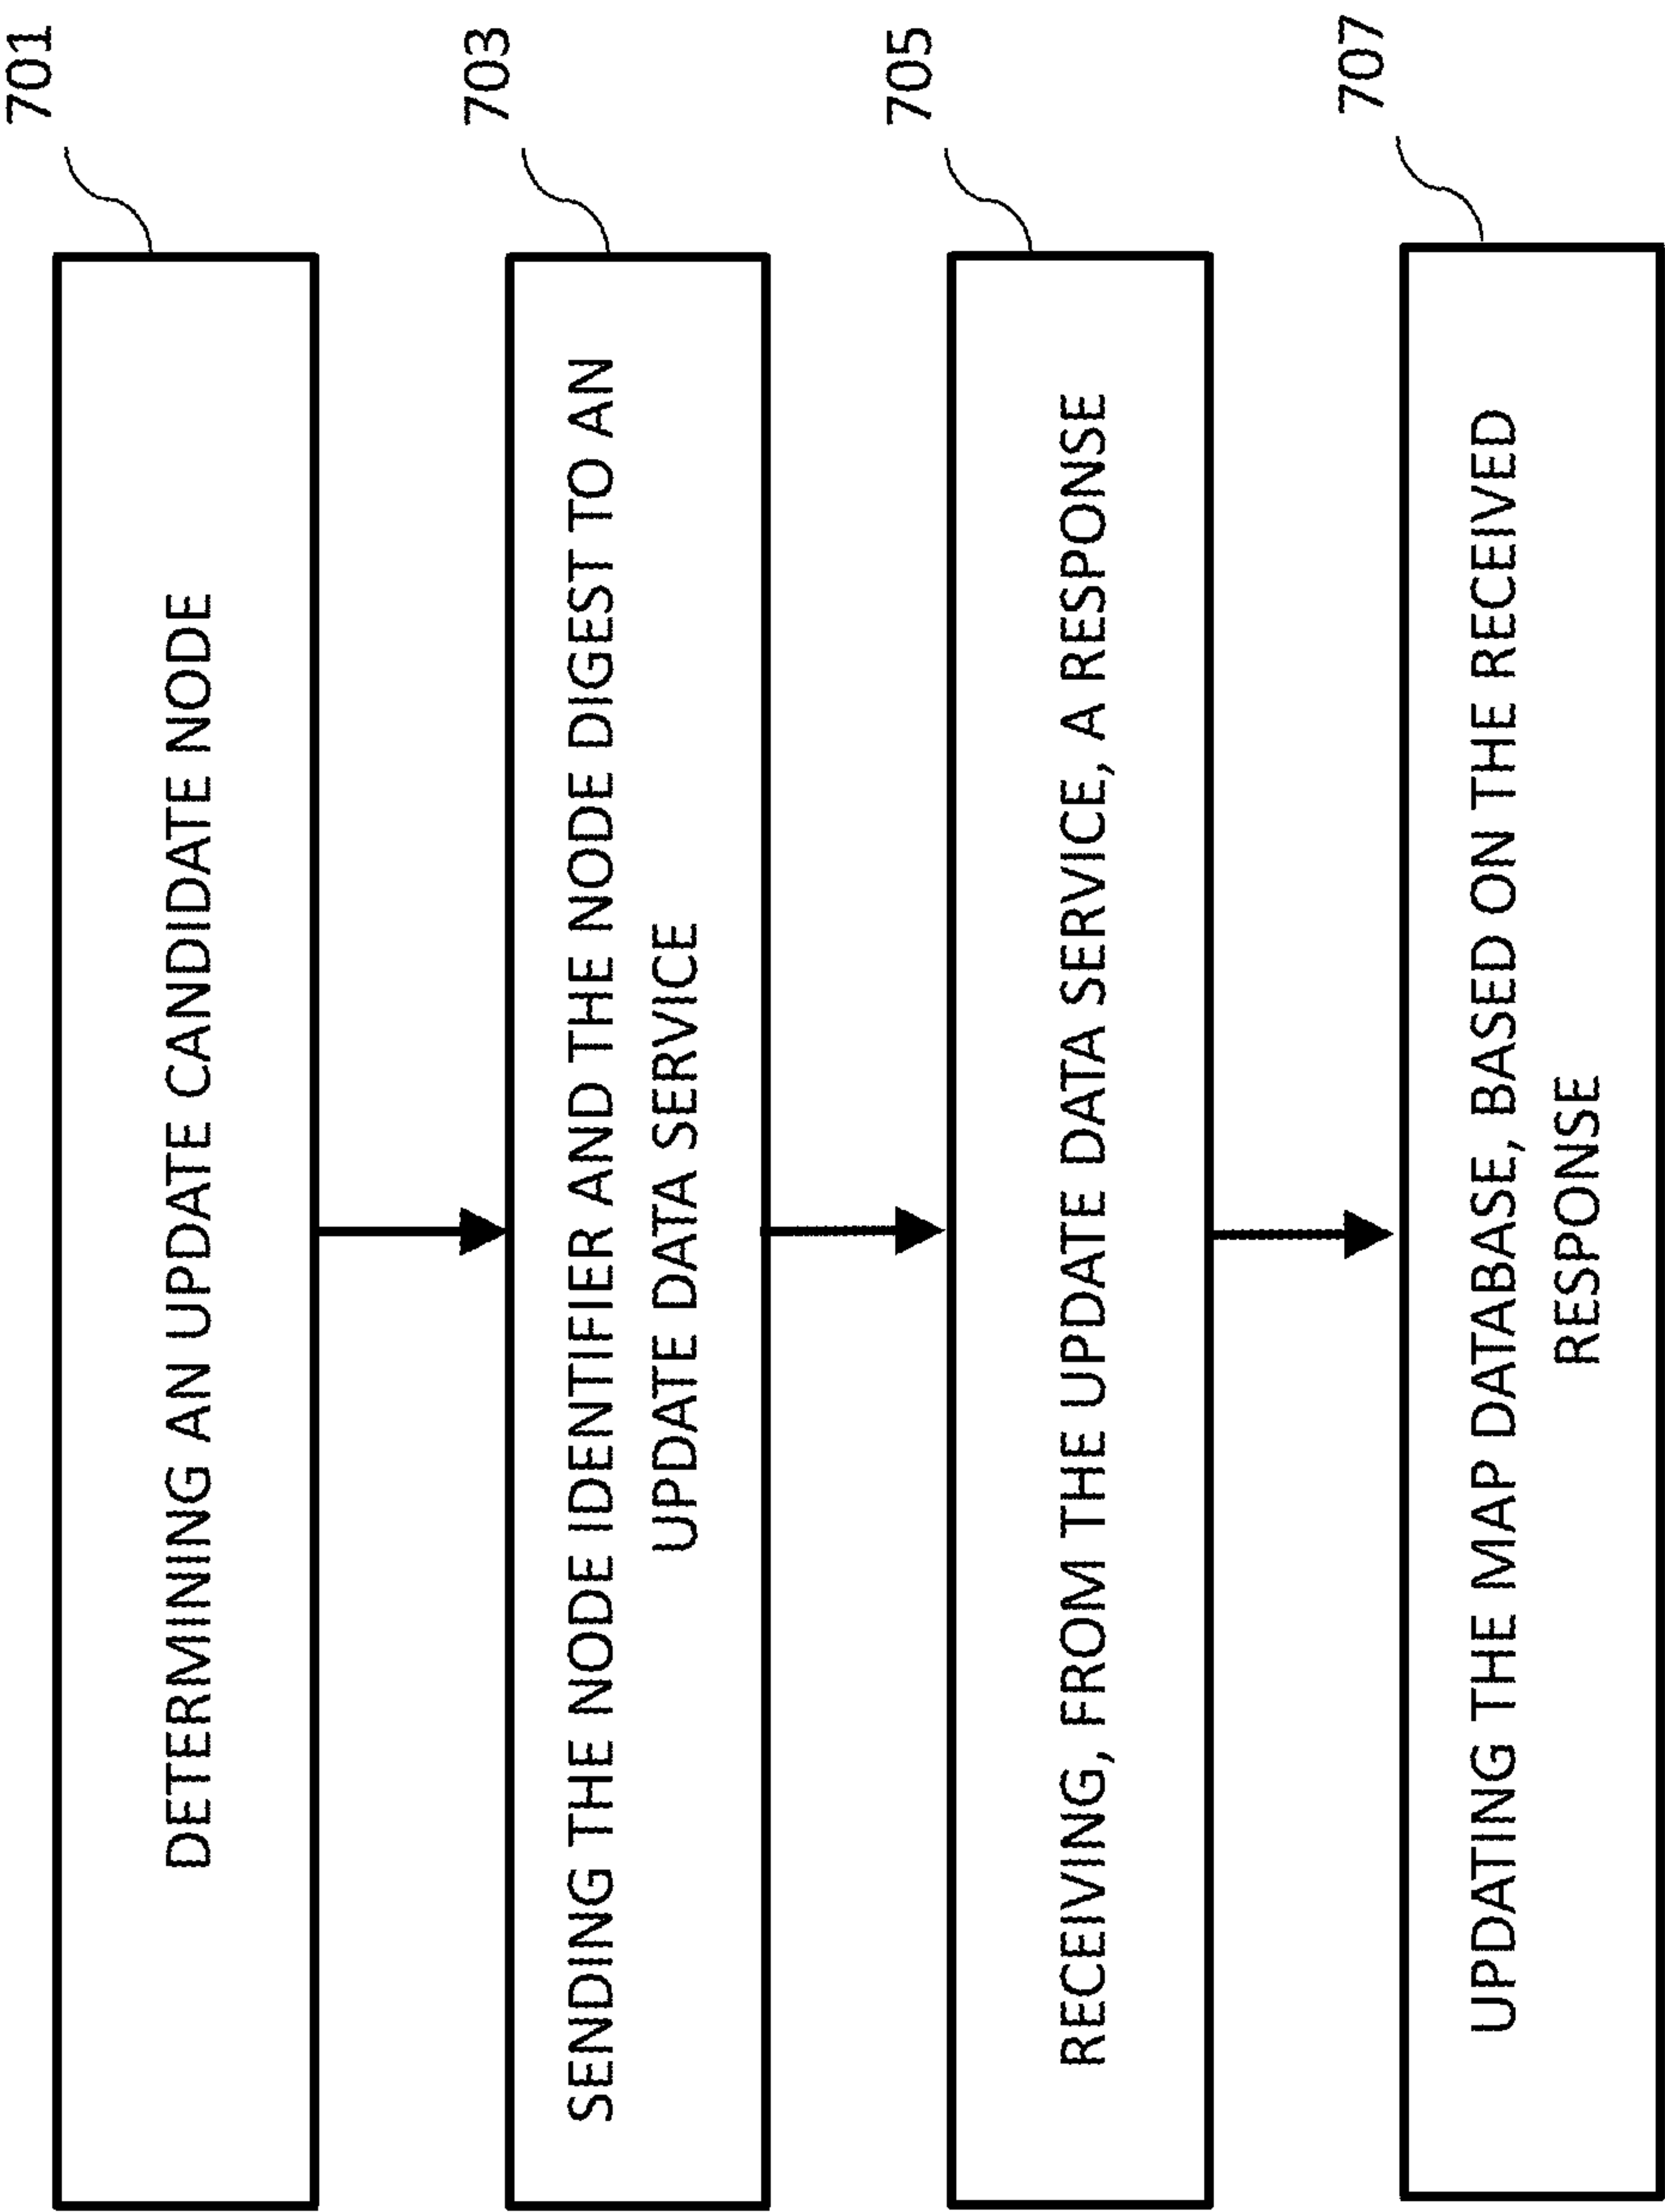 701
DETERMINING AN UPDATE CANDIDATE NODE
703
SENDING THE NODE IDENTIFIER AND THE NODE DIGEST TO AN
UPDATE DATA SERVICE
705
RECEIVING, FROM THE UPDATE DATA SERVICE, A RESPONSE
707
UPDATING THE MAP DATABASE, BASED ON THE RECEIVED
RESPONSE